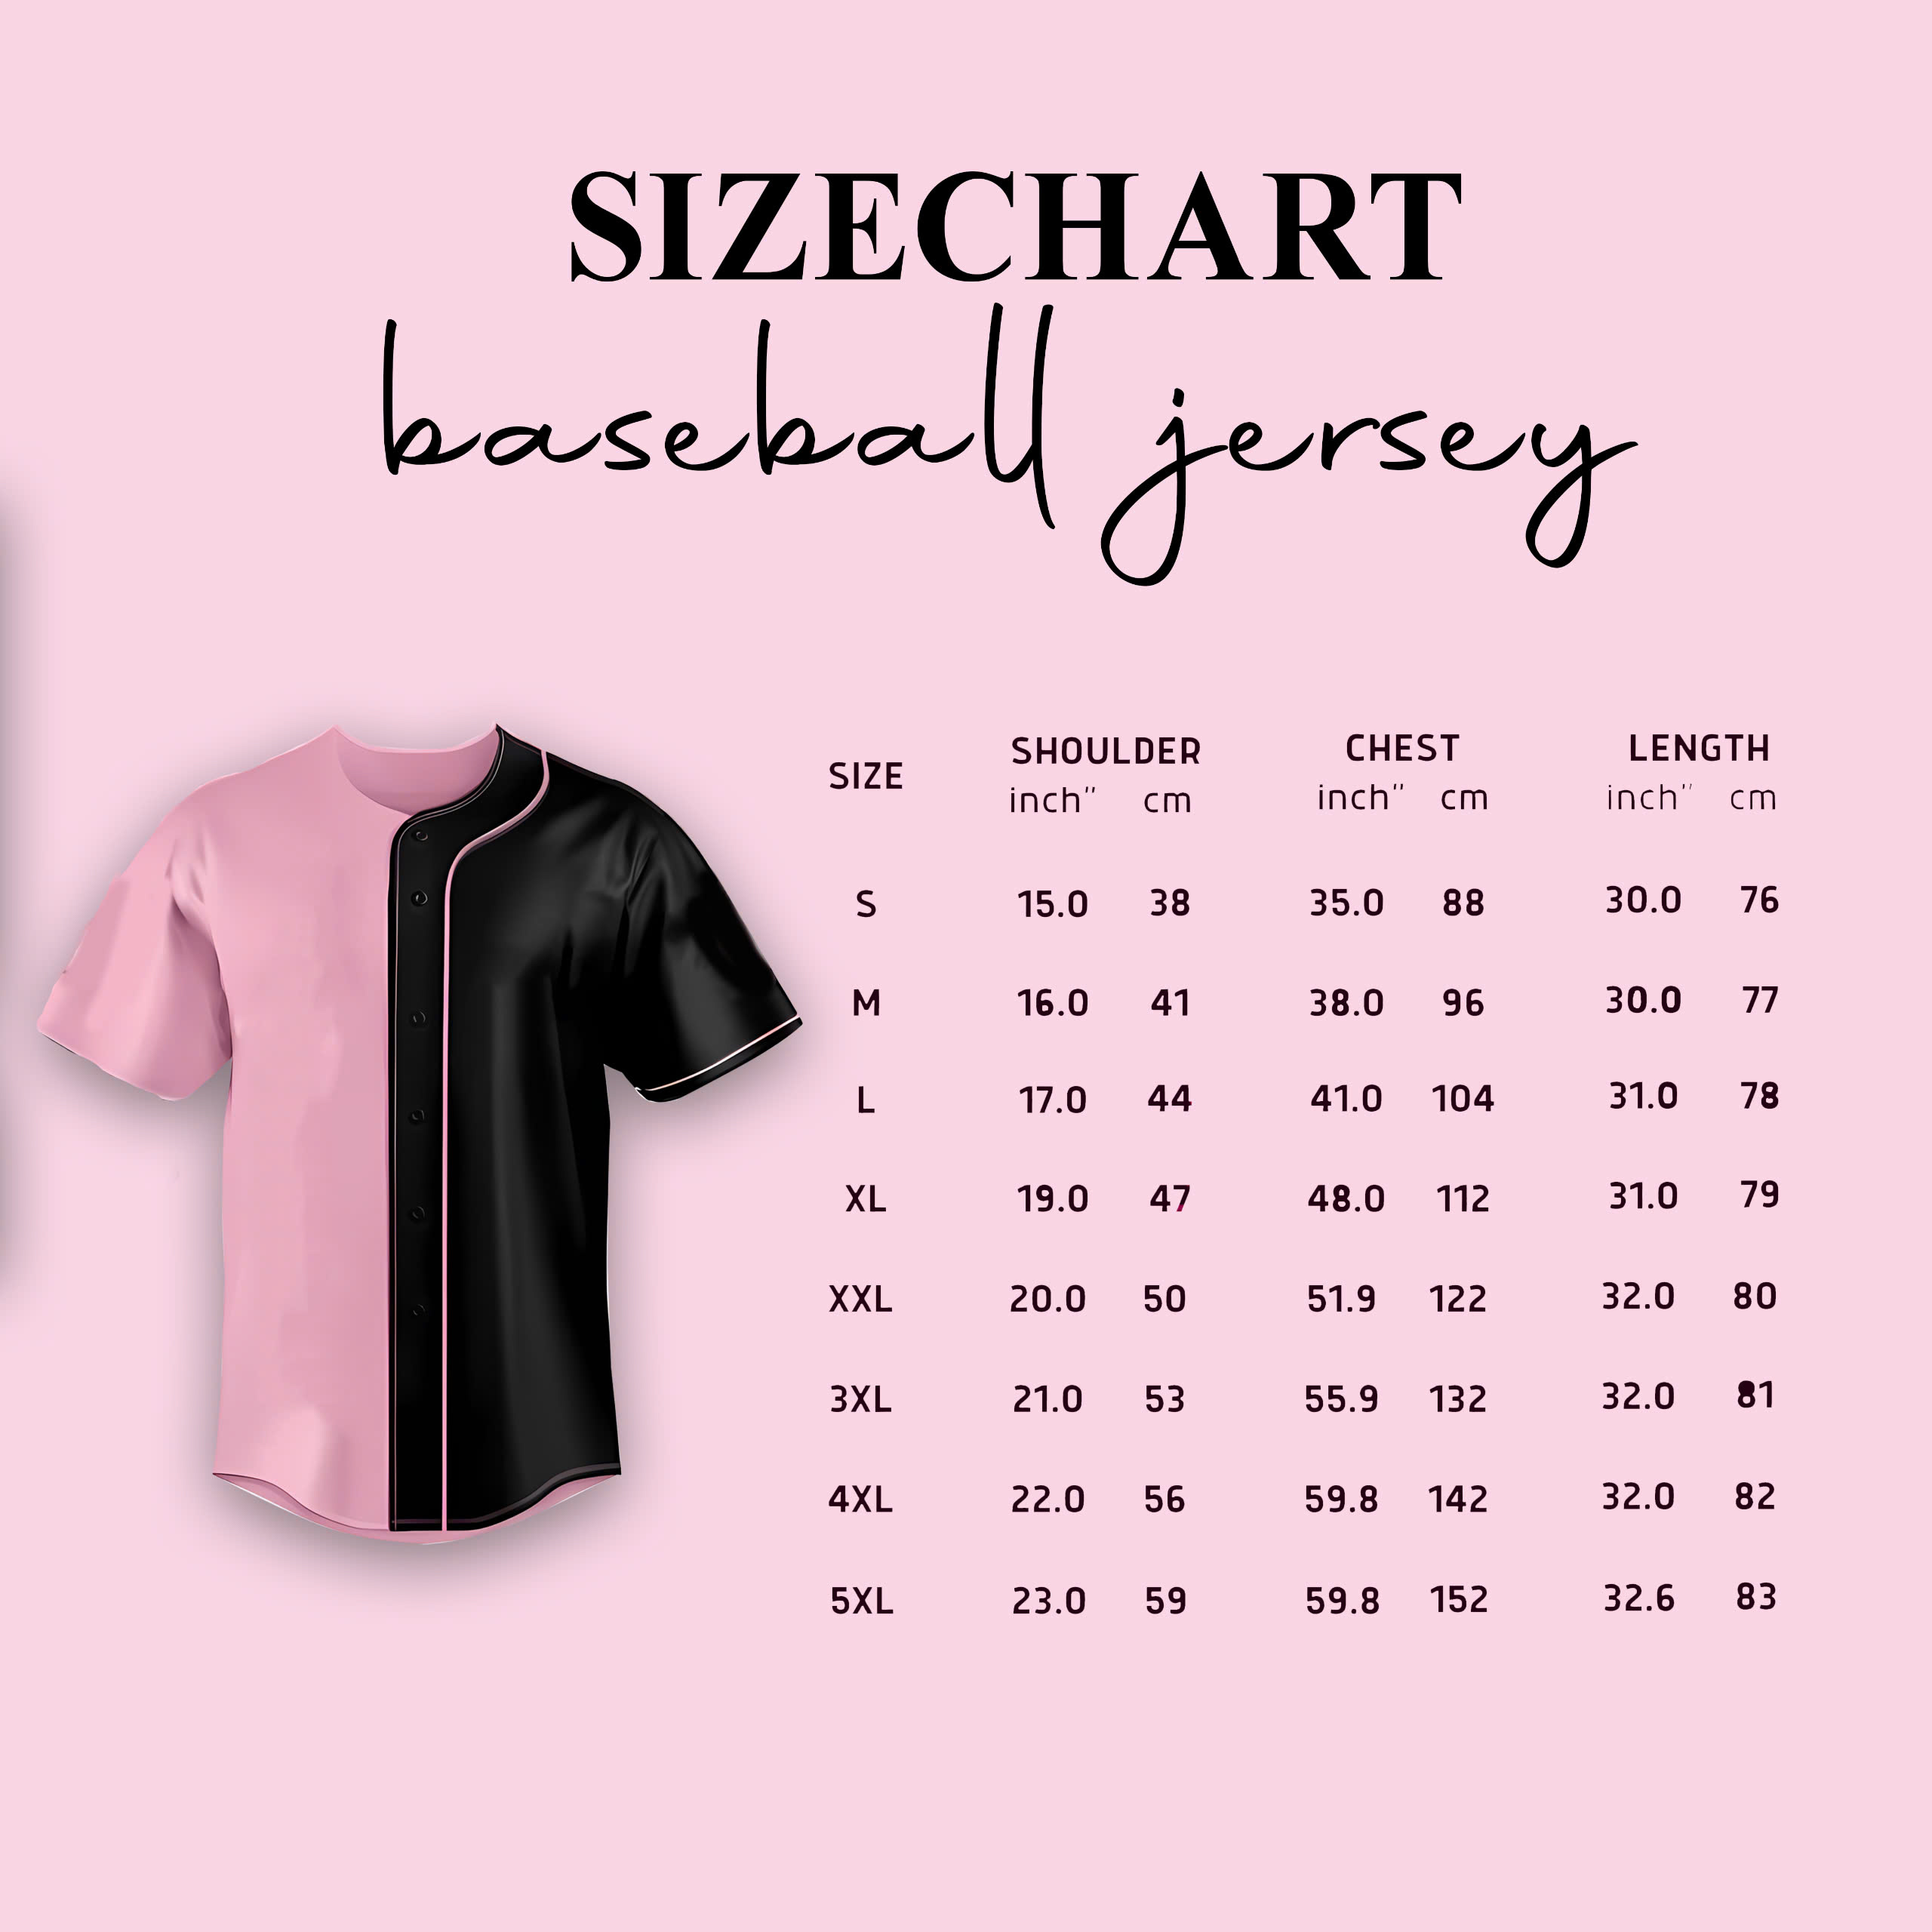 SIZECHART
baseball jersey
SIZE SHOULDER CHEST LENGTH
inch" cm inch" cm inch" cm
S 15.0 38 35.0 88 30.0 76
M 16.0 41 38.0 96 30.0 77
L 17.0 44 41.0 104 31.0 78
XL 19.0 47 48.0 112 31.0 79
XXL 20.0 50 51.9 122 32.0 80
3XL 21.0 53 55.9 132 32.0 81
4XL 22.0 56 59.8 142 32.0 82
5XL 23.0 59 59.8 152 32.6 83